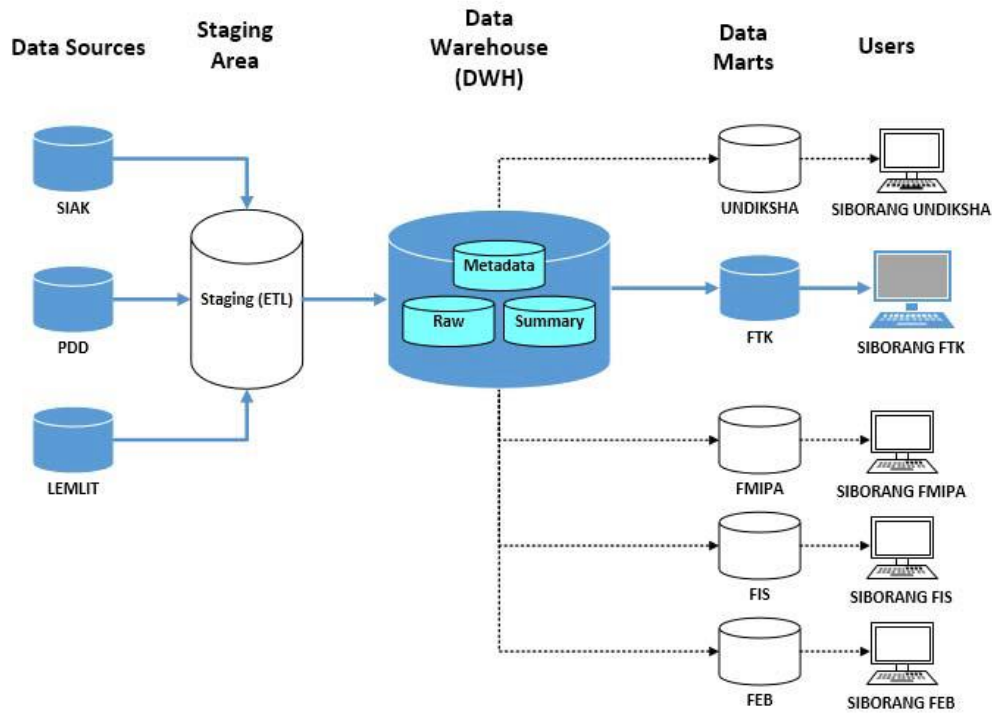 Data Sources
Staging
Area
Data
Warehouse
(DWH)
Data
Marts
Users
SIAK
PDD
LEMLIT
Staging (ETL)
Metadata
Raw
Summary
UNDIKSHA
SIBORANG UNDIKSHA
FTK
SIBORANG FTK
FMIPA
SIBORANG FMIPA
FIS
SIBORANG FIS
FEB
SIBORANG FEB